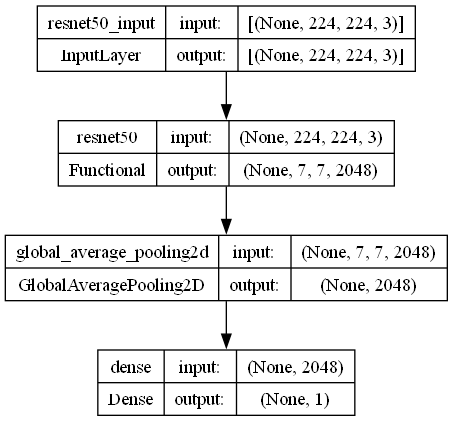 resnet50_input input: [(None, 224, 224, 3)]
InputLayer output: [(None, 224, 224, 3)]
resnet50 input: (None, 224, 224, 3)
Functional output: (None, 7, 7, 2048)
global_average_pooling2d input: (None, 7, 7, 2048)
GlobalAveragePooling2D output: (None, 2048)
dense input: (None, 2048)
Dense output: (None, 1)